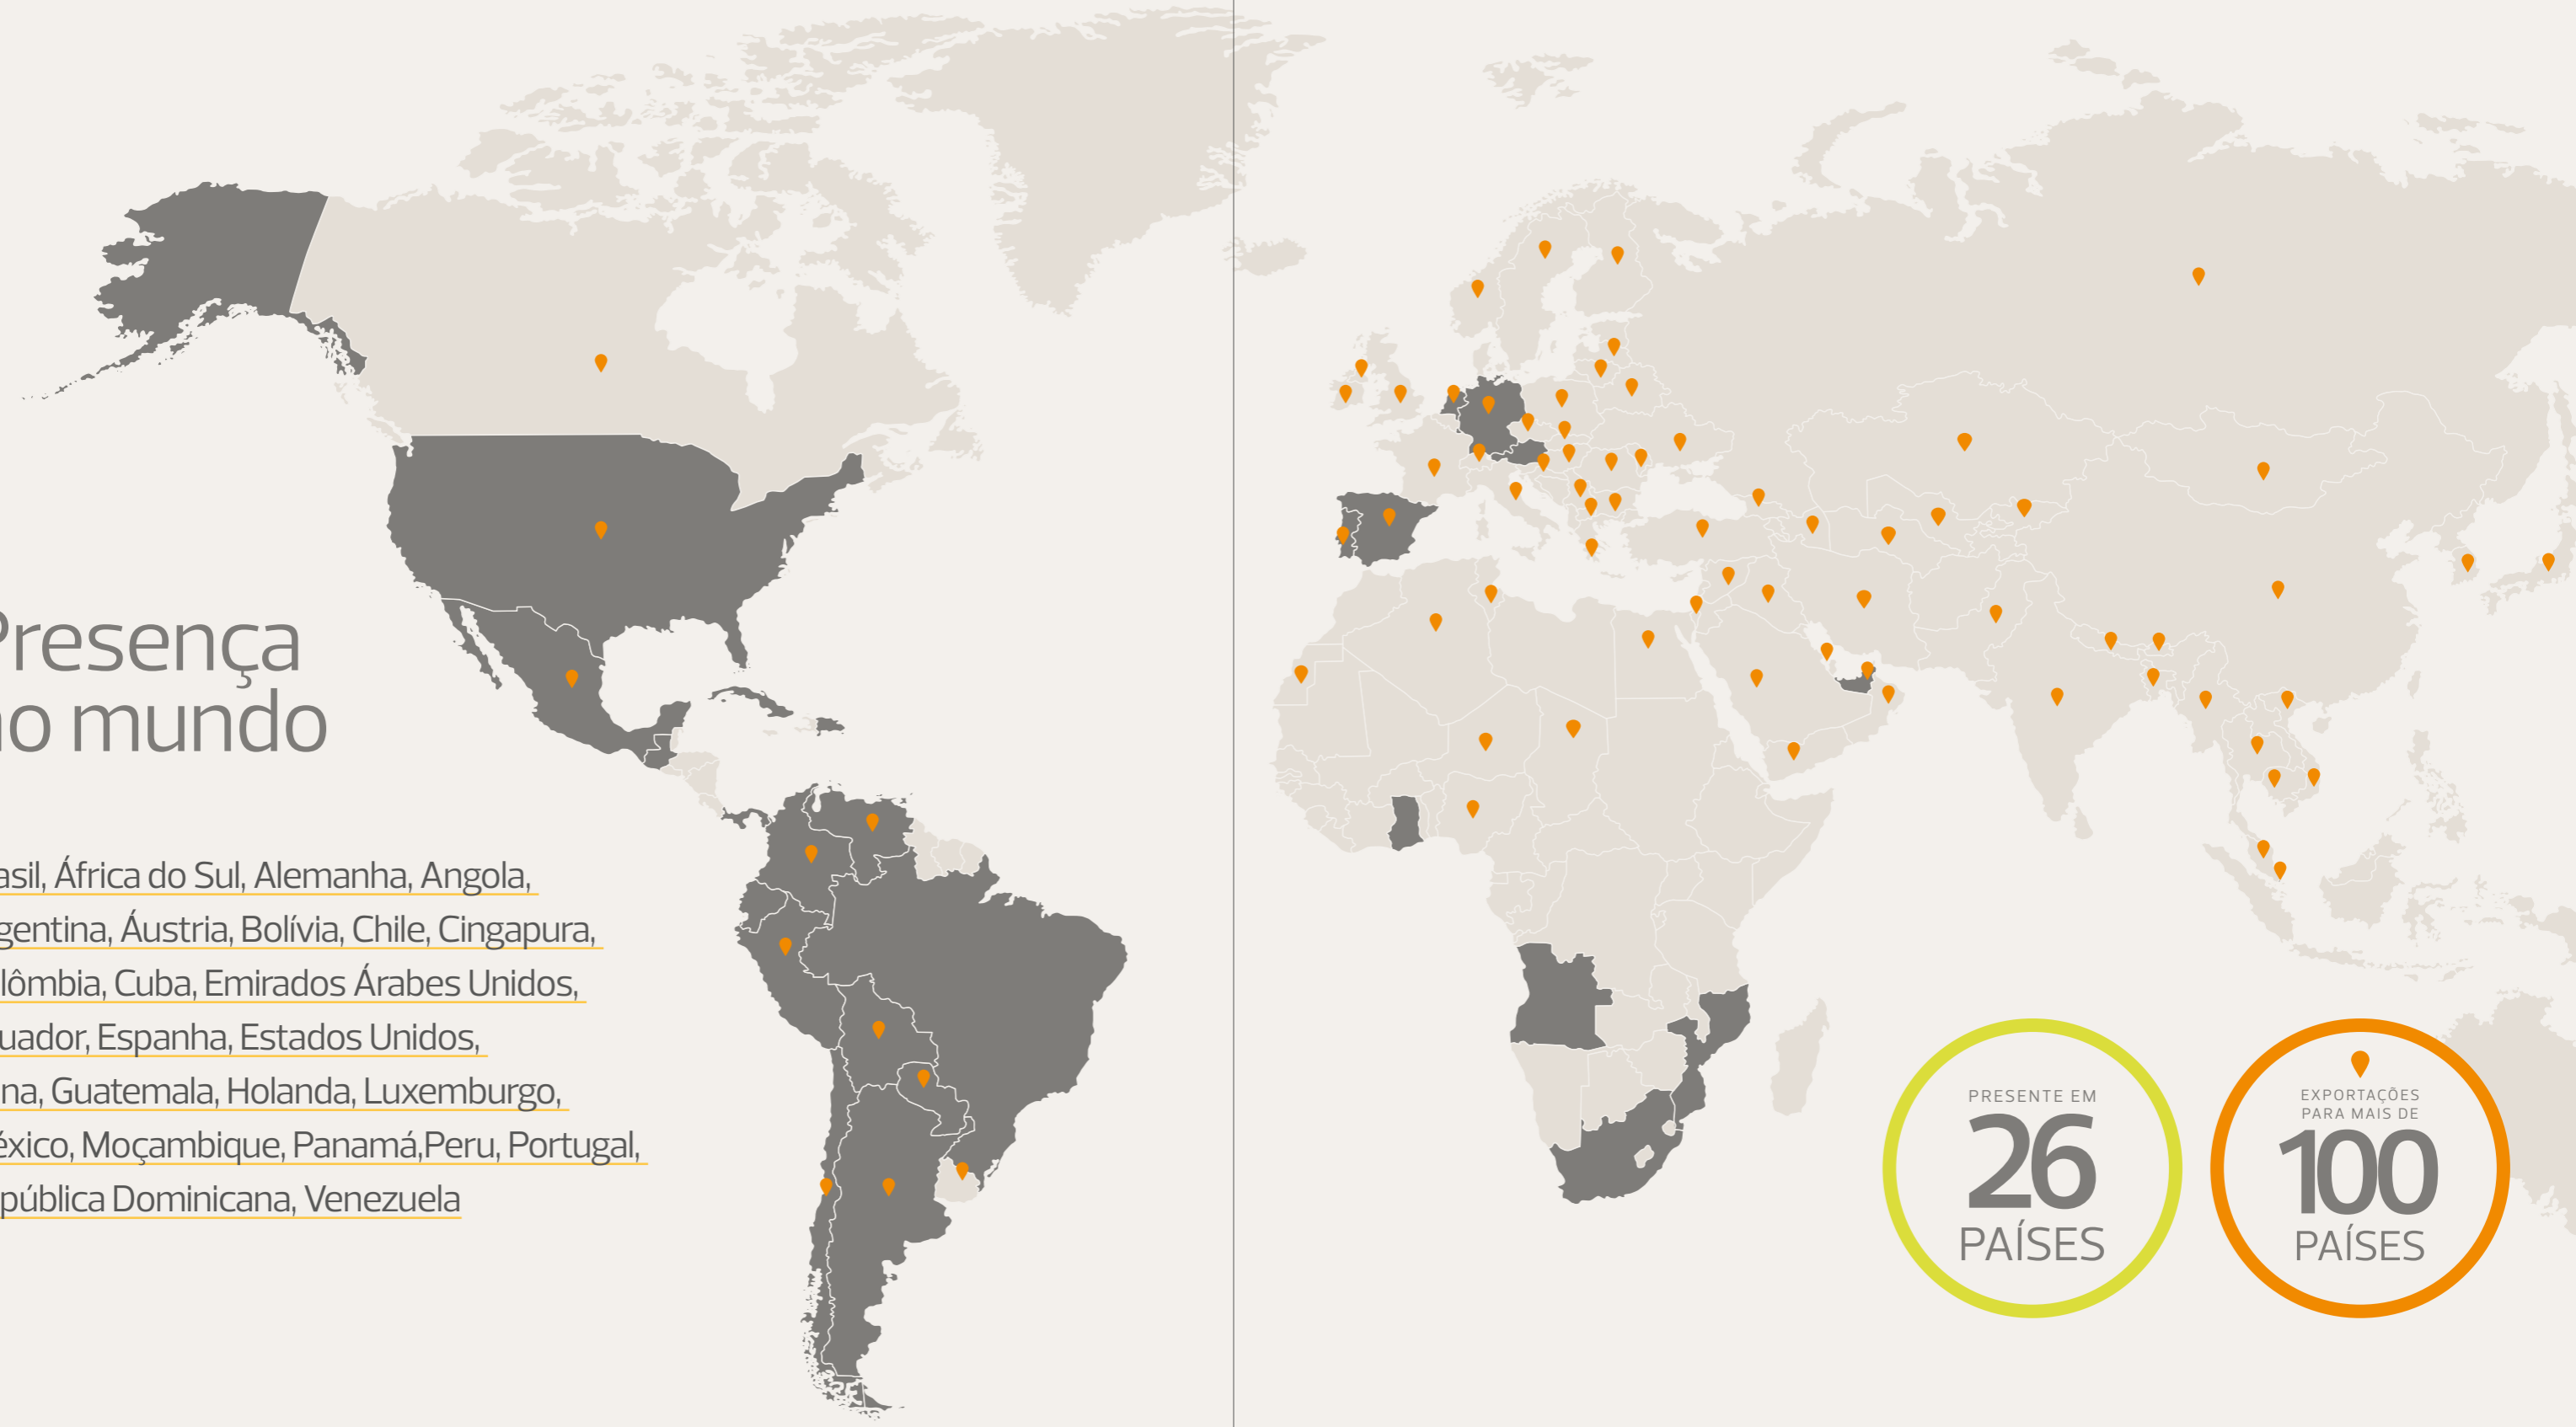 Presença
no mundo
asil, África do Sul, Alemanha, Angola,
gentina, Áustria, Bolívia, Chile, Cingapura,
lômbia, Cuba, Emirados Árabes Unidos,
uador, Espanha, Estados Unidos,
na, Guatemala, Holanda, Luxemburgo,
éxico, Moçambique, Panamá,Peru, Portugal,
pública Dominicana, Venezuela
PRESENTE EM
26
PAÍSES
EXPORTAÇÕES
PARA MAIS DE
100
PAÍSES